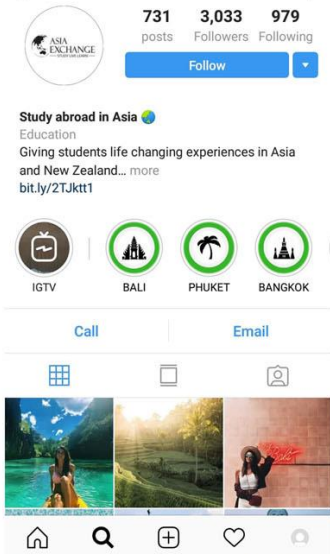 731 3,033 979
posts Followers Following
ASIA
EXCHANGE
Follow
Study abroad in Asia
Education
Giving students life changing experiences in Asia
and New Zealand... more
bit.ly/2TJktt1
IGTV BALI PHUKET BANGKOK
Call Email